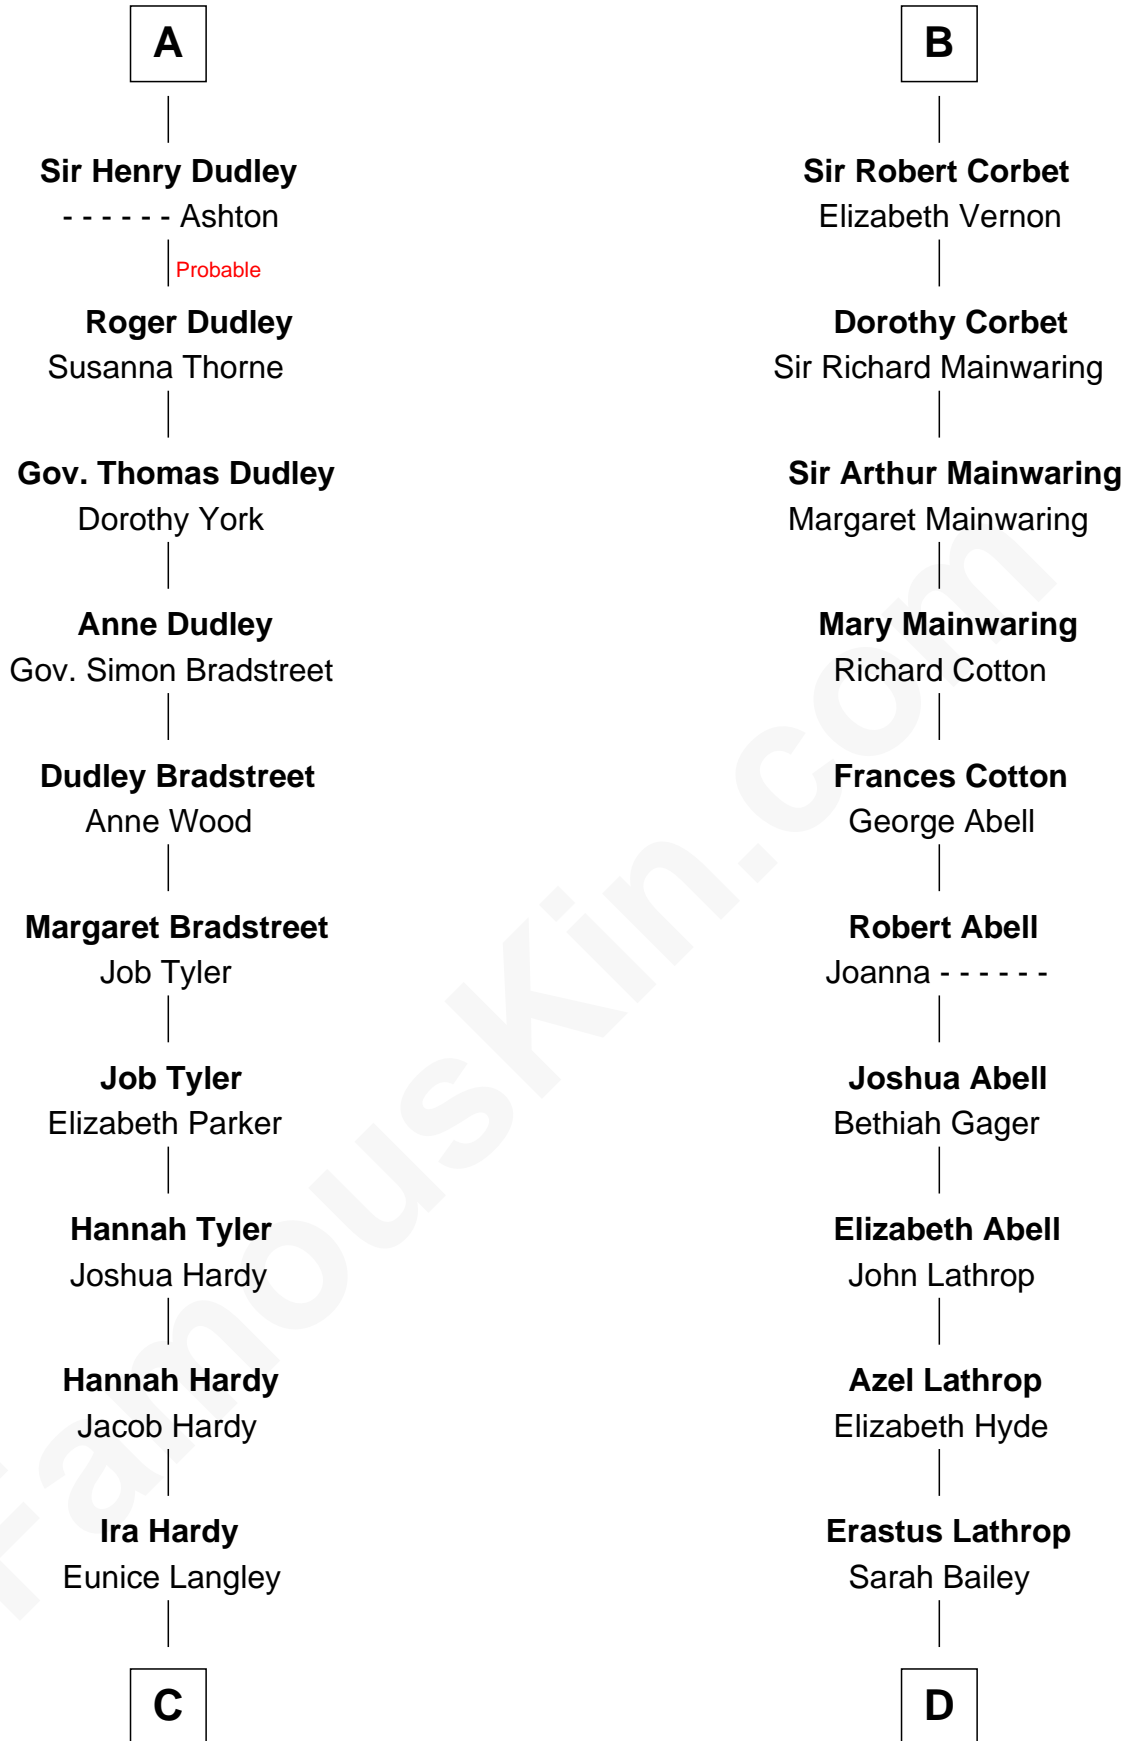 A
Sir Henry Dudley
- - - - - - Ashton
Probable
Roger Dudley
Susanna Thorne
Gov. Thomas Dudley
Dorothy York
Anne Dudley
Gov. Simon Bradstreet
Dudley Bradstreet
Anne Wood
Margaret Bradstreet
Job Tyler
Job Tyler
Elizabeth Parker
Hannah Tyler
Joshua Hardy
Hannah Hardy
Jacob Hardy
Ira Hardy
Eunice Langley
C
B
Sir Robert Corbet
Elizabeth Vernon
Dorothy Corbet
Sir Richard Mainwaring
Sir Arthur Mainwaring
Margaret Mainwaring
Mary Mainwaring
Richard Cotton
Frances Cotton
George Abell
Robert Abell
Joanna - - - - - -
Joshua Abell
Bethiah Gager
Elizabeth Abell
John Lathrop
Azel Lathrop
Elizabeth Hyde
Erastus Lathrop
Sarah Bailey
D
FamousKin.com